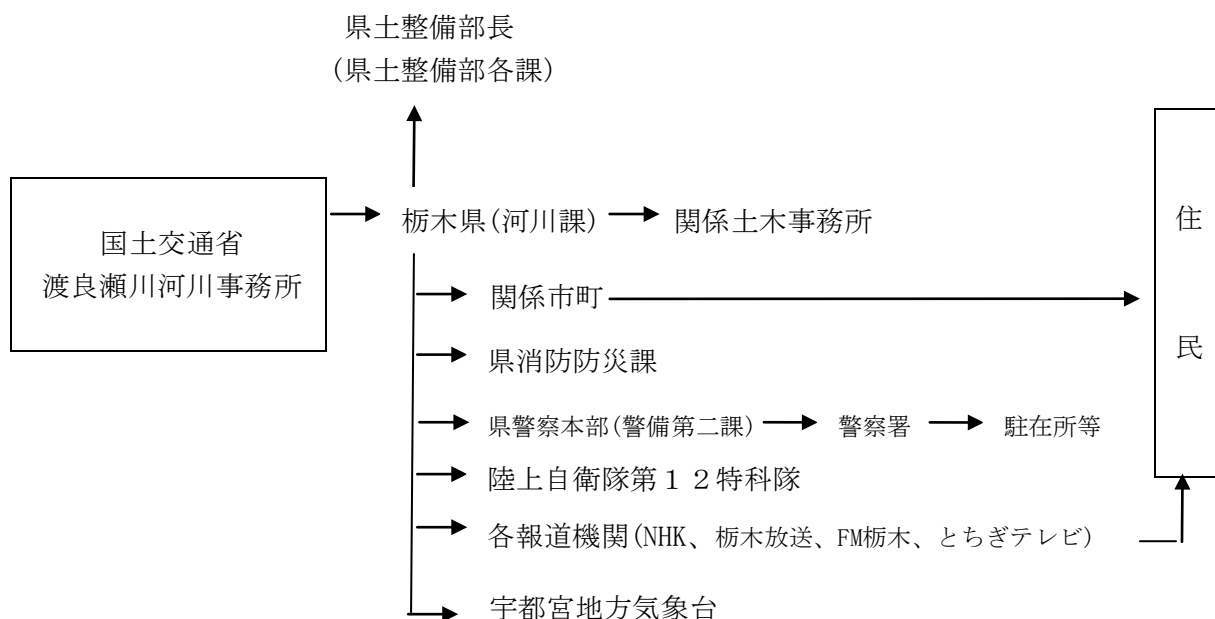 県土整備部長
(県土整備部各課)
国土交通省
渡良瀬川河川事務所
栃木県(河川課)
関係土木事務所
関係市町
県消防防災課
県警察本部(警備第二課)
警察署
駐在所等
陸上自衛隊第１２特科隊
各報道機関(NHK、栃木放送、FM栃木、とちぎテレビ)
宇都宮地方気象台
住
民